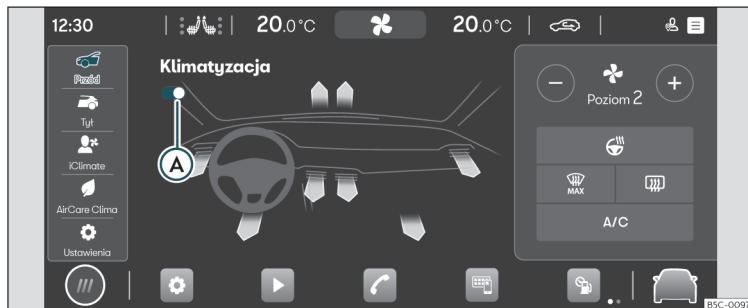 12:30
20.0°C
20.0°C
Klimatyzacja
Przód
Tył
iClimate
AirCare Clima
Ustawienia
A
Poziom 2
MAX
A/C
B5C-0097